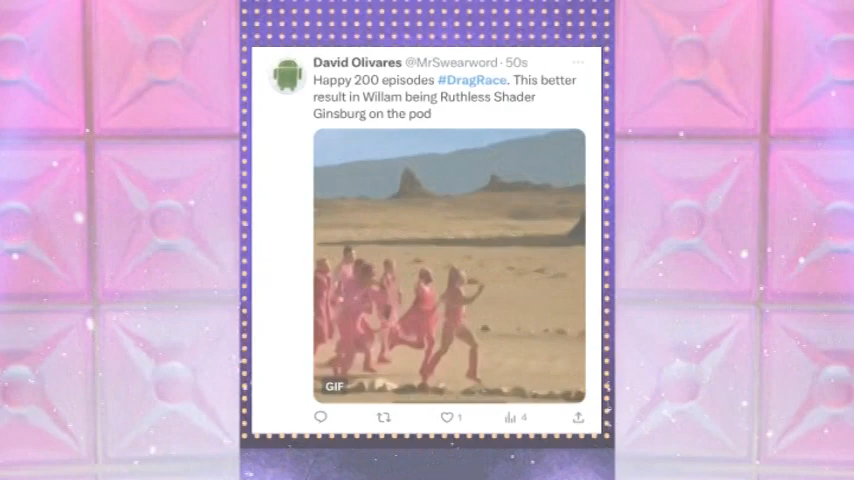 David Olivares @MrSwearword · 50s
Happy 200 episodes #DragRace. This better
result in Willam being Ruthless Shader
Ginsburg on the pod
GIF
1
4